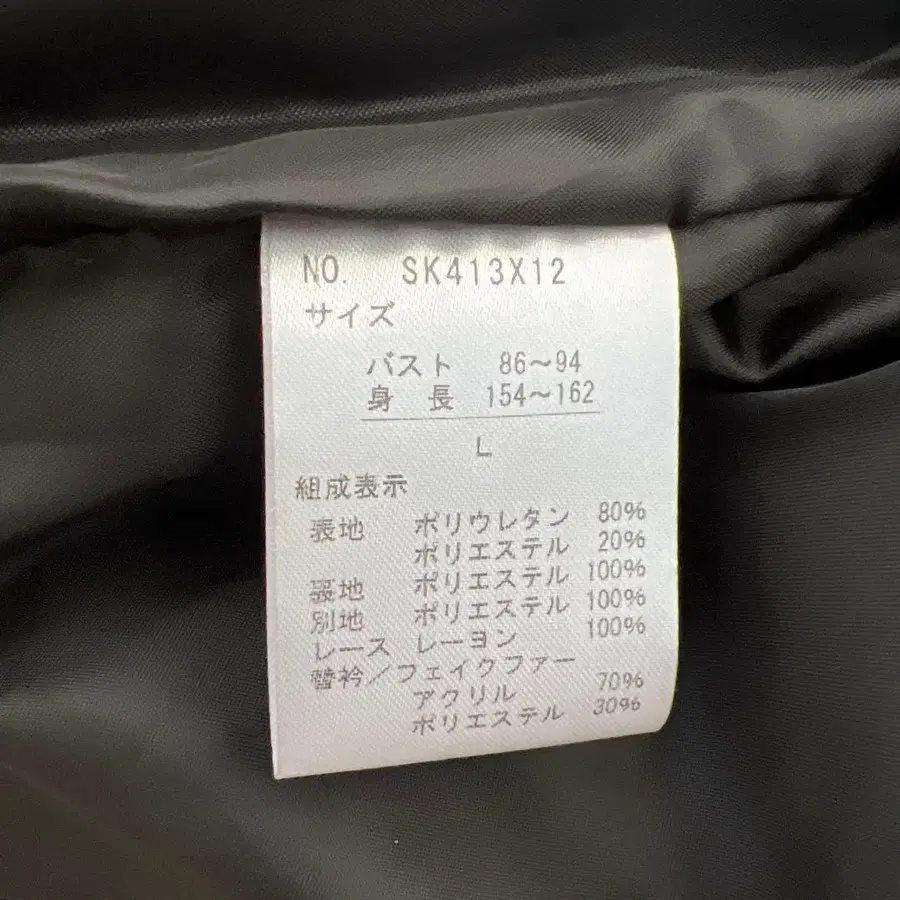 NO. SK413X12
サイズ
バスト 86～94
身長 154～162
L
組成表示
表地 ポリウレタン 80%
ポリエステル 20%
裏地 ポリエステル 100%
別地 ポリエステル 100%
レース レーヨン 100%
替衿／フェイクファー
アクリル 70%
ポリエステル 30%